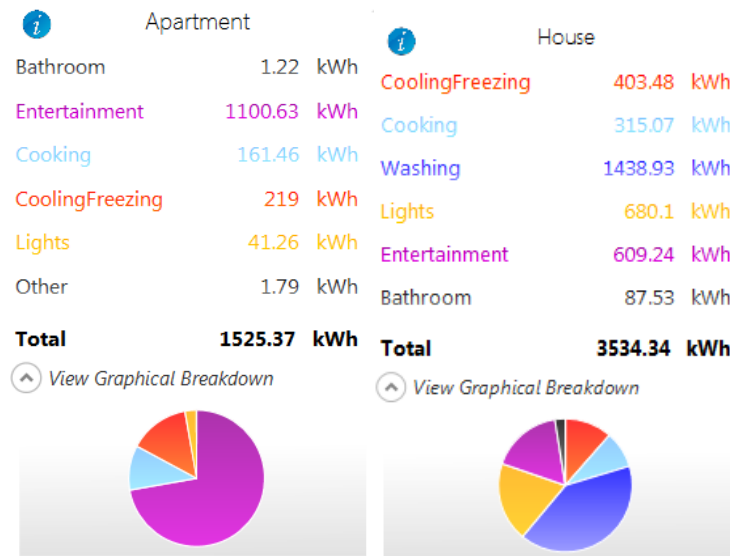 Apartment
Bathroom 1.22 kWh
Entertainment 1100.63 kWh
Cooking 161.46 kWh
CoolingFreezing 219 kWh
Lights 41.26 kWh
Other 1.79 kWh
Total 1525.37 kWh
View Graphical Breakdown
House
CoolingFreezing 403.48 kWh
Cooking 315.07 kWh
Washing 1438.93 kWh
Lights 680.1 kWh
Entertainment 609.24 kWh
Bathroom 87.53 kWh
Total 3534.34 kWh
View Graphical Breakdown